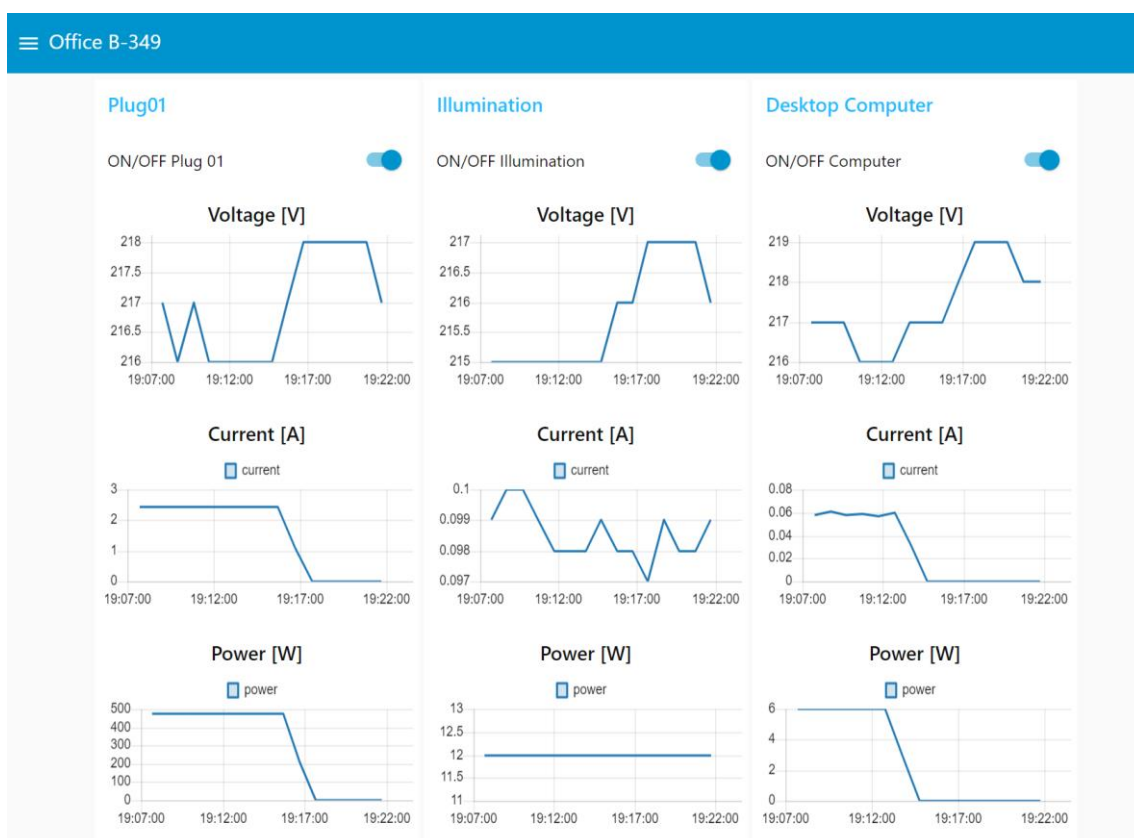 Office B-349
Plug01
ON/OFF Plug 01
Voltage [V]
218
217.5
217
216.5
216
19:07:00 19:12:00 19:17:00 19:22:00
Current [A]
current
3
2
1
0
19:07:00 19:12:00 19:17:00 19:22:00
Power [W]
power
500
400
300
200
100
0
19:07:00 19:12:00 19:17:00 19:22:00
Illumination
ON/OFF Illumination
Voltage [V]
217
216.5
216
215.5
215
19:07:00 19:12:00 19:17:00 19:22:00
Current [A]
current
0.1
0.099
0.098
0.097
19:07:00 19:12:00 19:17:00 19:22:00
Power [W]
power
13
12.5
12
11.5
11
19:07:00 19:12:00 19:17:00 19:22:00
Desktop Computer
ON/OFF Computer
Voltage [V]
219
218
217
216
19:07:00 19:12:00 19:17:00 19:22:00
Current [A]
current
0.08
0.06
0.04
0.02
0
19:07:00 19:12:00 19:17:00 19:22:00
Power [W]
power
6
4
2
0
19:07:00 19:12:00 19:17:00 19:22:00